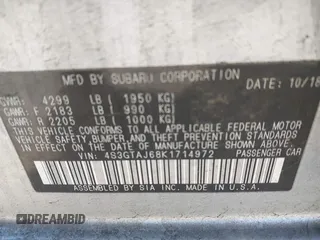 MFD BY SUBARU CORPORATION
DATE: 10/18
GVWR: 4299 LB ( 1950 KG)
GAWR: F 2183 LB ( 990 KG)
GAWR: R 2205 LB ( 1000 KG)
THIS VEHICLE CONFORMS TO ALL APPLICABLE FEDERAL MOTOR
VEHICLE SAFETY, BUMPER, AND THEFT PREVENTION STANDARDS
IN EFFECT ON THE DATE OF MANUFACTURE SHOWN ABOVE.
VIN: 4S3GTAJ68K1714972 PASSENGER CAR
ASSEMBLED BY SIA INC. IN U.S.A.
DREAMBID